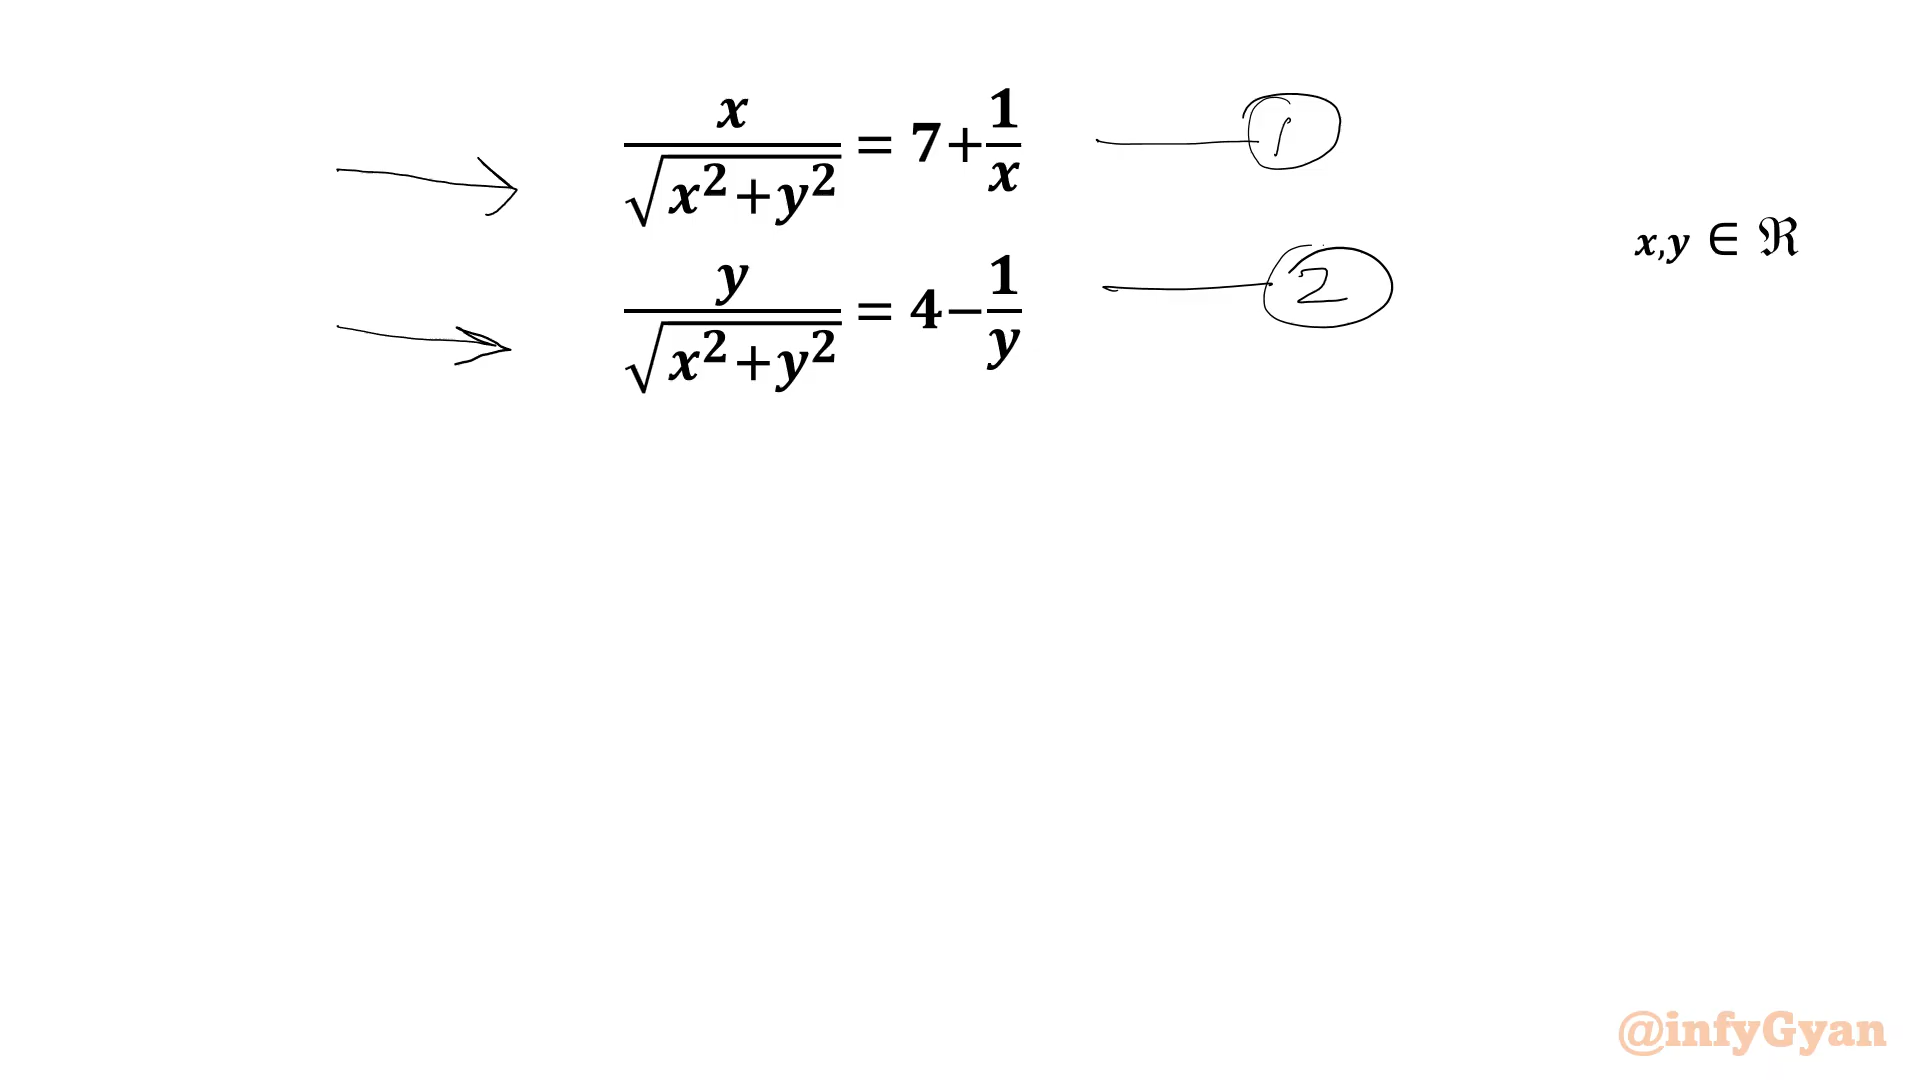 x/√(x²+y²) = 7+1/x ① 
y/√(x²+y²) = 4−1/y ②
x,y ∈ ℜ
@infyGyan